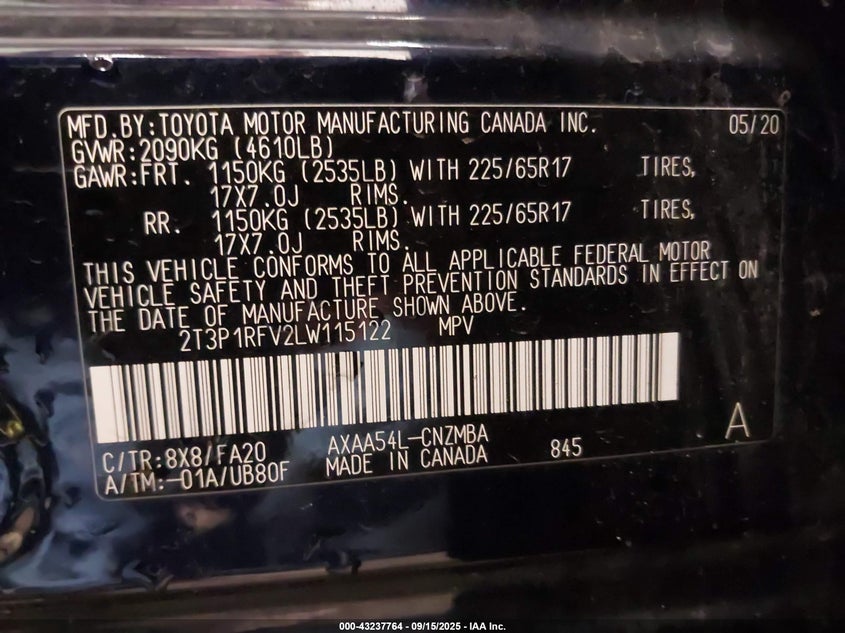 MFD.BY:TOYOTA MOTOR MANUFACTURING CANADA INC. 05/20
GVWR:2090KG (4610LB)
GAWR:FRT. 1150KG (2535LB) WITH 225/65R17 TIRES,
17X7.0J RIMS.
RR. 1150KG (2535LB) WITH 225/65R17 TIRES,
17X7.0J RIMS.
THIS VEHICLE CONFORMS TO ALL APPLICABLE FEDERAL MOTOR
VEHICLE SAFETY AND THEFT PREVENTION STANDARDS IN EFFECT ON
THE DATE OF MANUFACTURE SHOWN ABOVE.
2T3P1RFV2LW115122 MPV
C/TR:8X8/FA20 AXAA54L-CNZMBA 845 A
A/TM:-01A/UB80F MADE IN CANADA
000-43237764 - 09/15/2025 - IAA Inc.